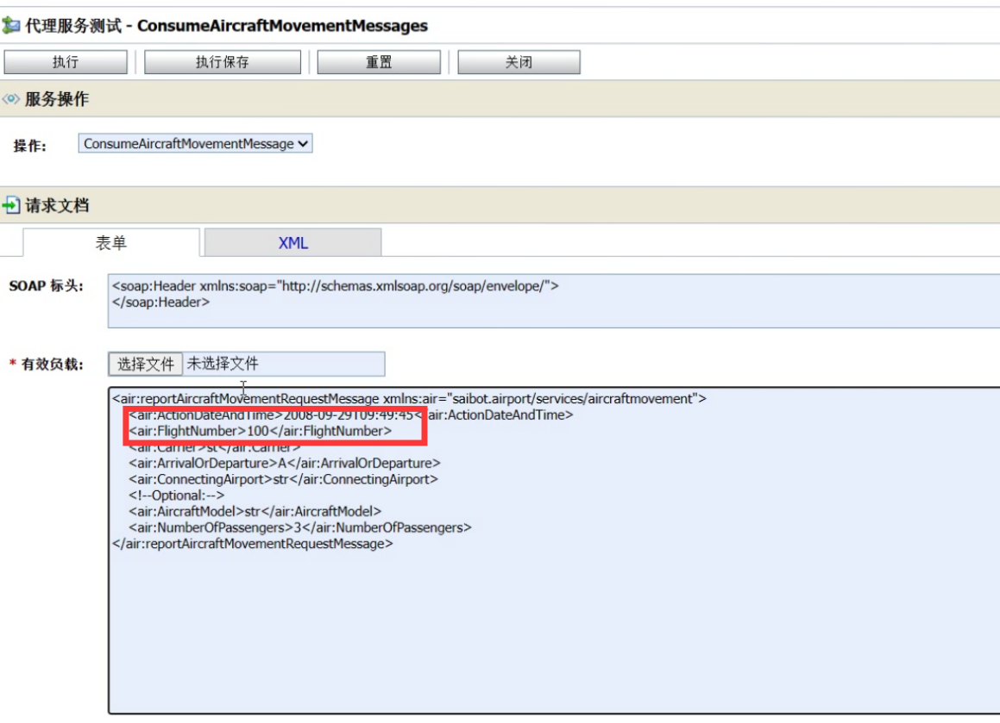 代理服务测试 - ConsumeAircraftMovementMessages
执行 执行保存 重置 关闭
服务操作
操作: ConsumeAircraftMovementMessage
请求文档
表单 XML
SOAP 标头: <soap:Header xmlns:soap="http://schemas.xmlsoap.org/soap/envelope/">
</soap:Header>
* 有效负载: 选择文件 未选择文件
<air:reportAircraftMovementRequestMessage xmlns:air="saibot.airport/services/aircraftmovement">
<air:ActionDateAndTime>2008-09-29T09:49:45</air:ActionDateAndTime>
<air:FlightNumber>100</air:FlightNumber>
<air:Carrier>st</air:Carrier>
<air:ArrivalOrDeparture>A</air:ArrivalOrDeparture>
<air:ConnectingAirport>str</air:ConnectingAirport>
<!--Optional:-->
<air:AircraftModel>str</air:AircraftModel>
<air:NumberOfPassengers>3</air:NumberOfPassengers>
</air:reportAircraftMovementRequestMessage>